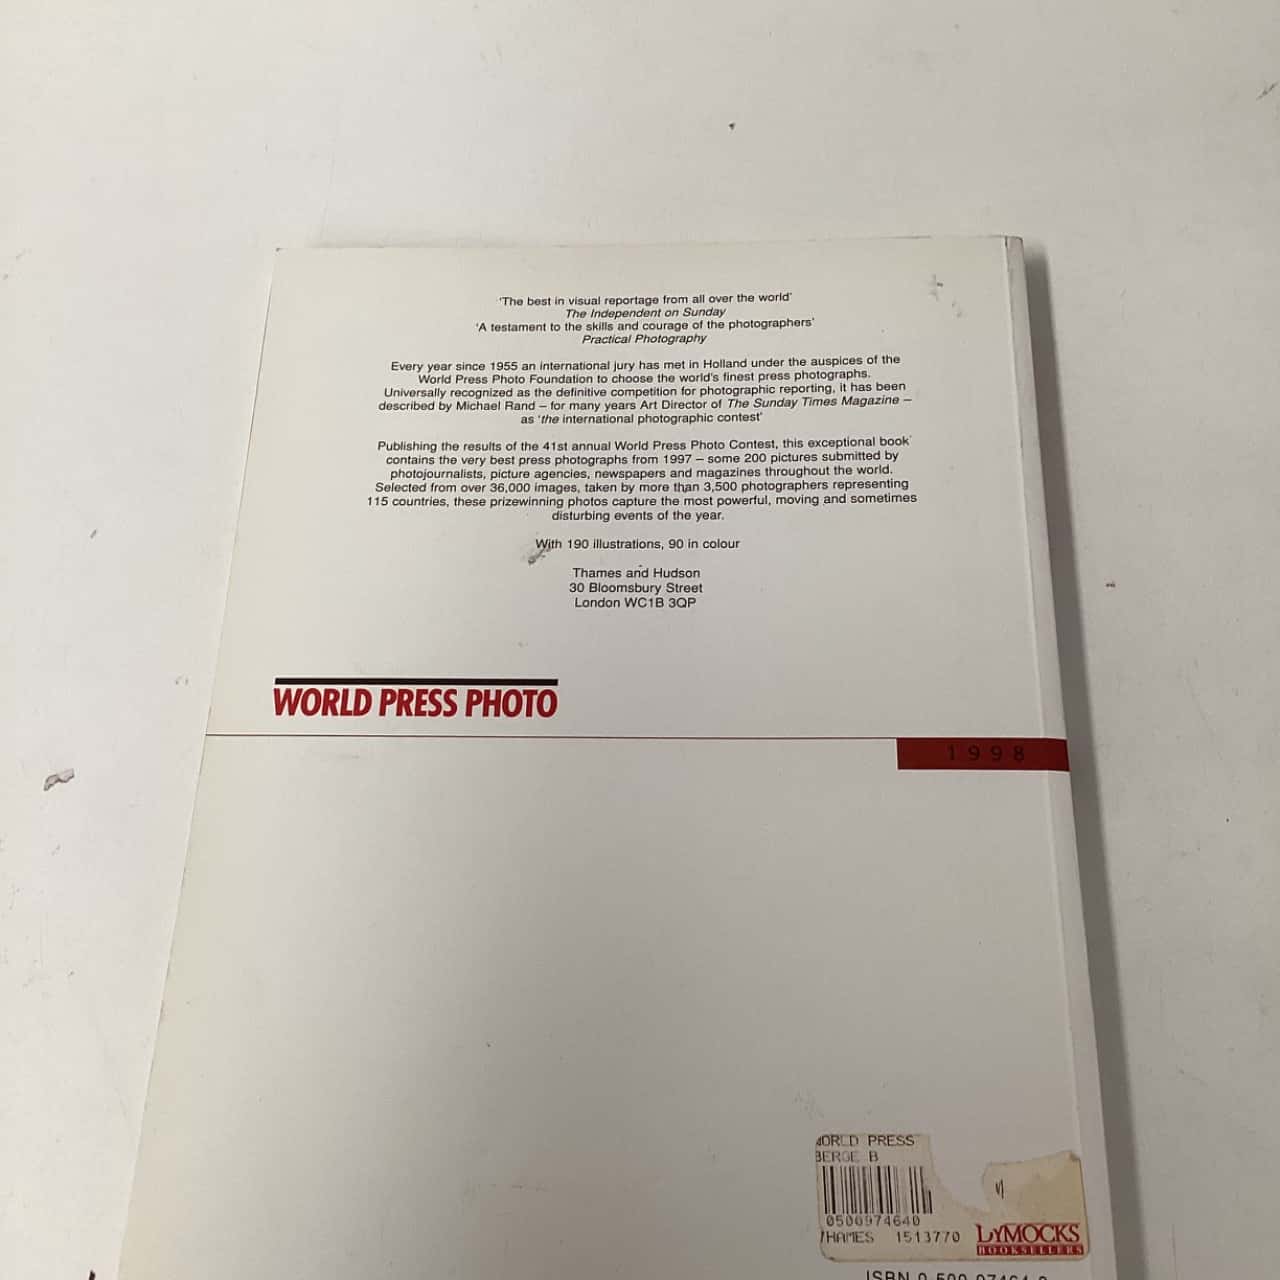 'The best in visual reportage from all over the world'
The Independent on Sunday
'A testament to the skills and courage of the photographers'
Practical Photography
Every year since 1955 an international jury has met in Holland under the auspices of the
World Press Photo Foundation to choose the world's finest press photographs.
Universally recognized as the definitive competition for photographic reporting, it has been
described by Michael Rand – for many years Art Director of The Sunday Times Magazine –
as 'the international photographic contest'
Publishing the results of the 41st annual World Press Photo Contest, this exceptional book
contains the very best press photographs from 1997 – some 200 pictures submitted by
photojournalists, picture agencies, newspapers and magazines throughout the world.
Selected from over 36,000 images, taken by more than 3,500 photographers representing
115 countries, these prizewinning photos capture the most powerful, moving and sometimes
disturbing events of the year.
With 190 illustrations, 90 in colour
Thames and Hudson
30 Bloomsbury Street
London WC1B 3QP
WORLD PRESS PHOTO
1998
WORLD PRESS
BERGE B
0500974640
THAMES 1513770
DYMOCKS
BOOKSELLERS
ISBN 0-500-97464-0